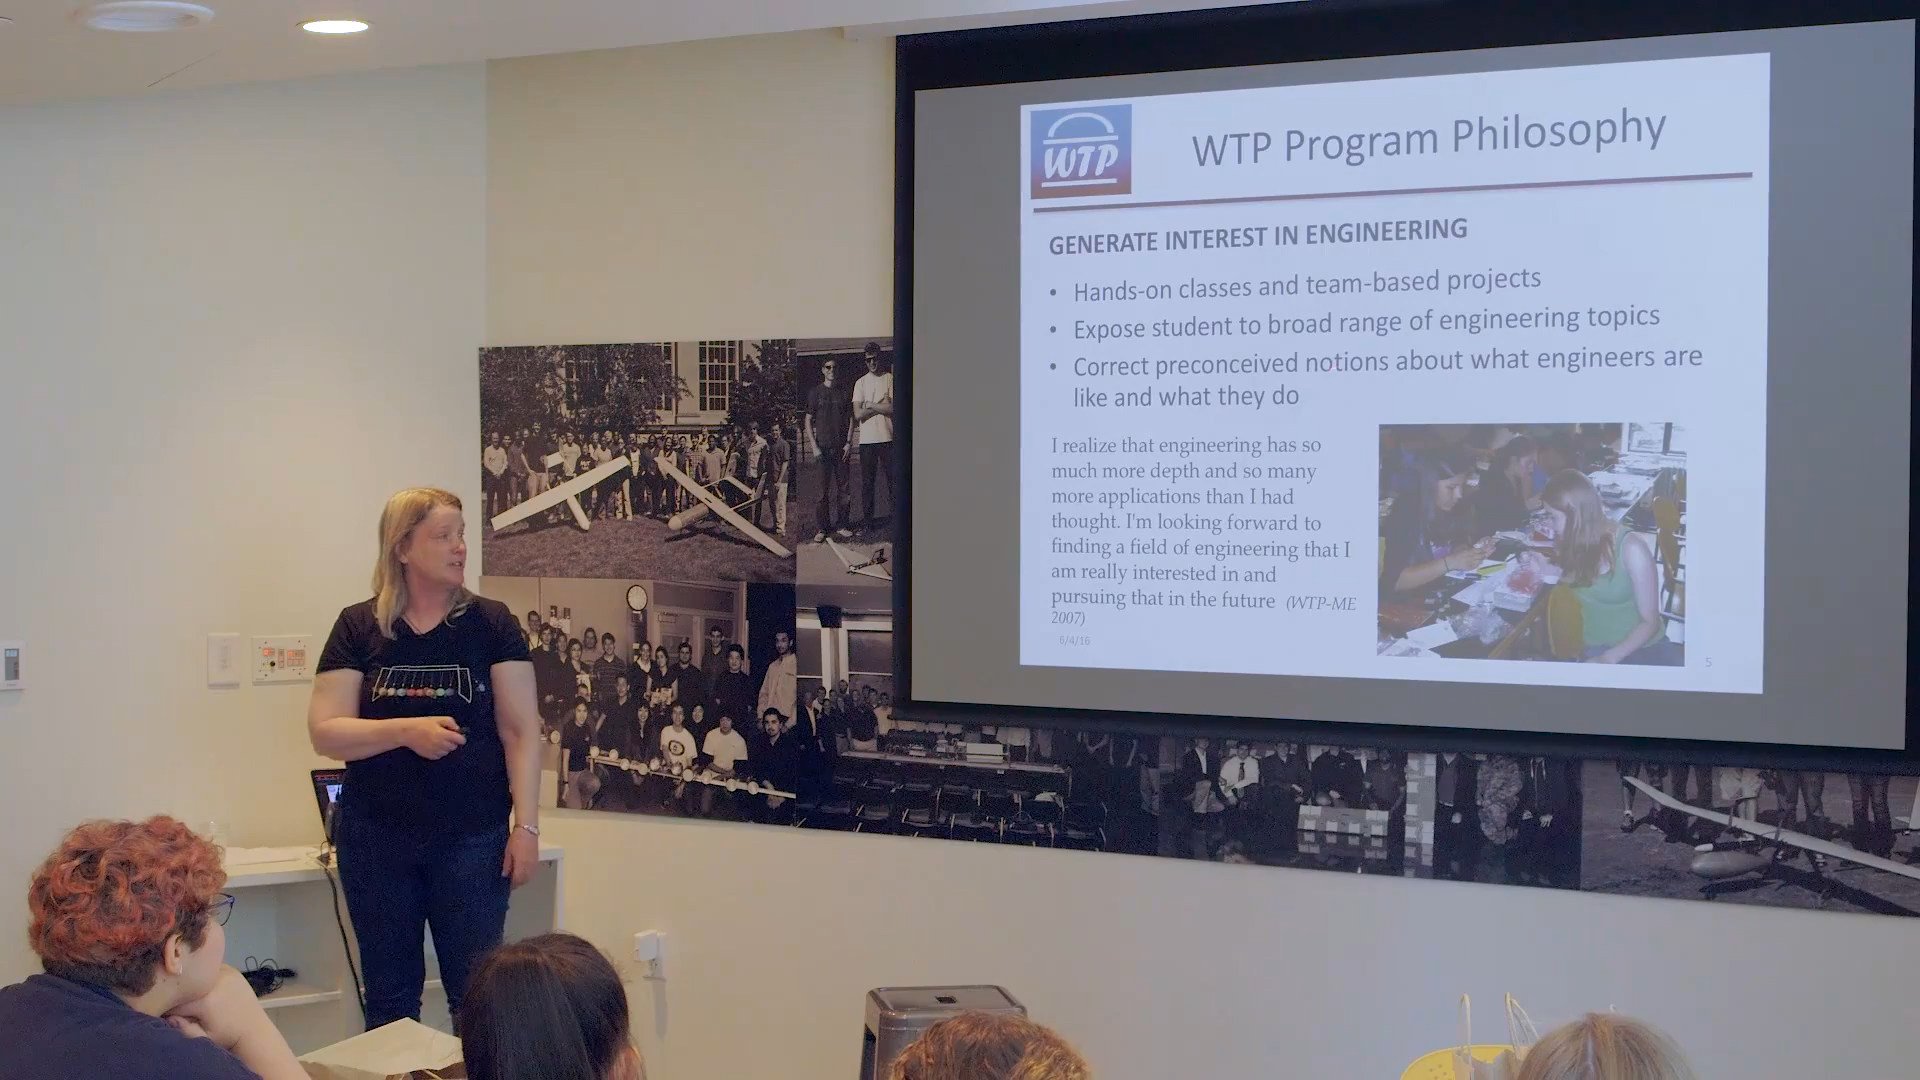 WTP
WTP Program Philosophy
GENERATE INTEREST IN ENGINEERING
• Hands-on classes and team-based projects
• Expose student to broad range of engineering topics
• Correct preconceived notions about what engineers are
like and what they do
I realize that engineering has so
much more depth and so many
more applications than I had
thought. I'm looking forward to
finding a field of engineering that I
am really interested in and
pursuing that in the future (WTP-ME
2007)
6/4/16
5